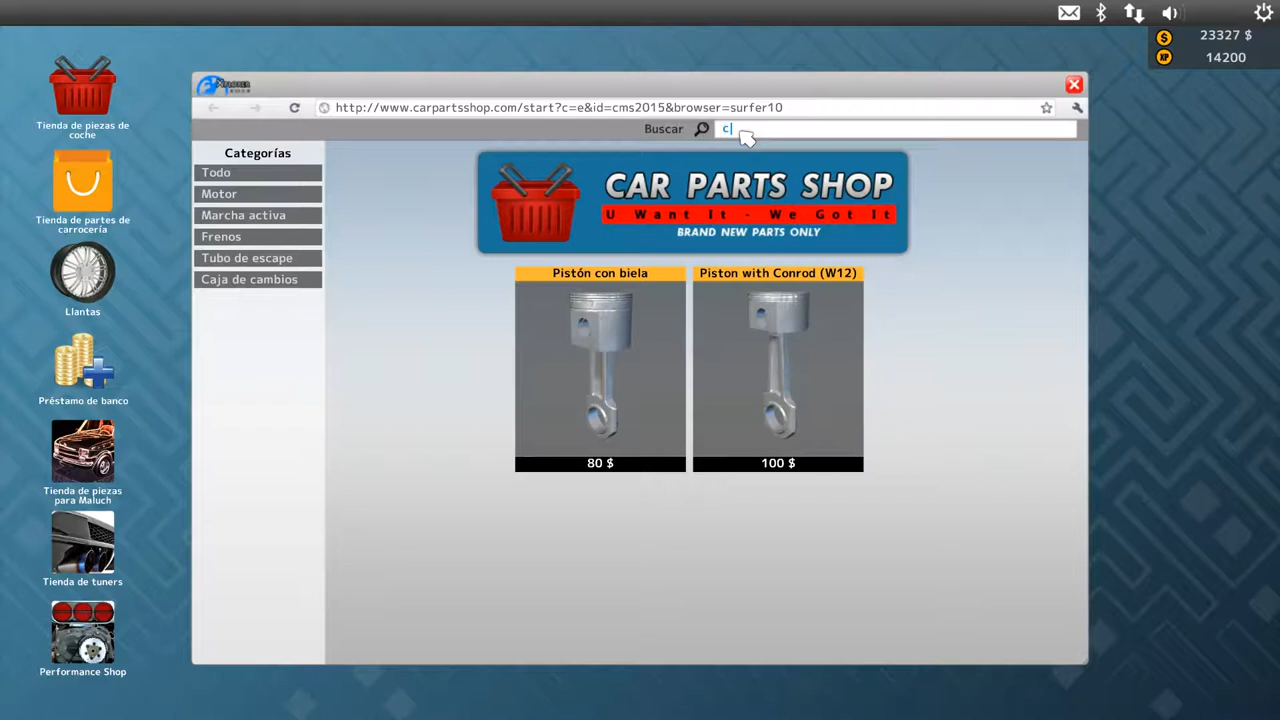 23327 $
14200
Tienda de piezas de
coche
Tienda de partes de
carrocería
Llantas
Préstamo de banco
Tienda de piezas
para Maluch
Tienda de tuners
Performance Shop
http://www.carpartsshop.com/start?c=e&id=cms2015&browser=surfer10
Buscar
c
Categorías
Todo
Motor
Marcha activa
Frenos
Tubo de escape
Caja de cambios
CAR PARTS SHOP
U Want It - We Got It
BRAND NEW PARTS ONLY
Pistón con biela
80 $
Piston with Conrod (W12)
100 $